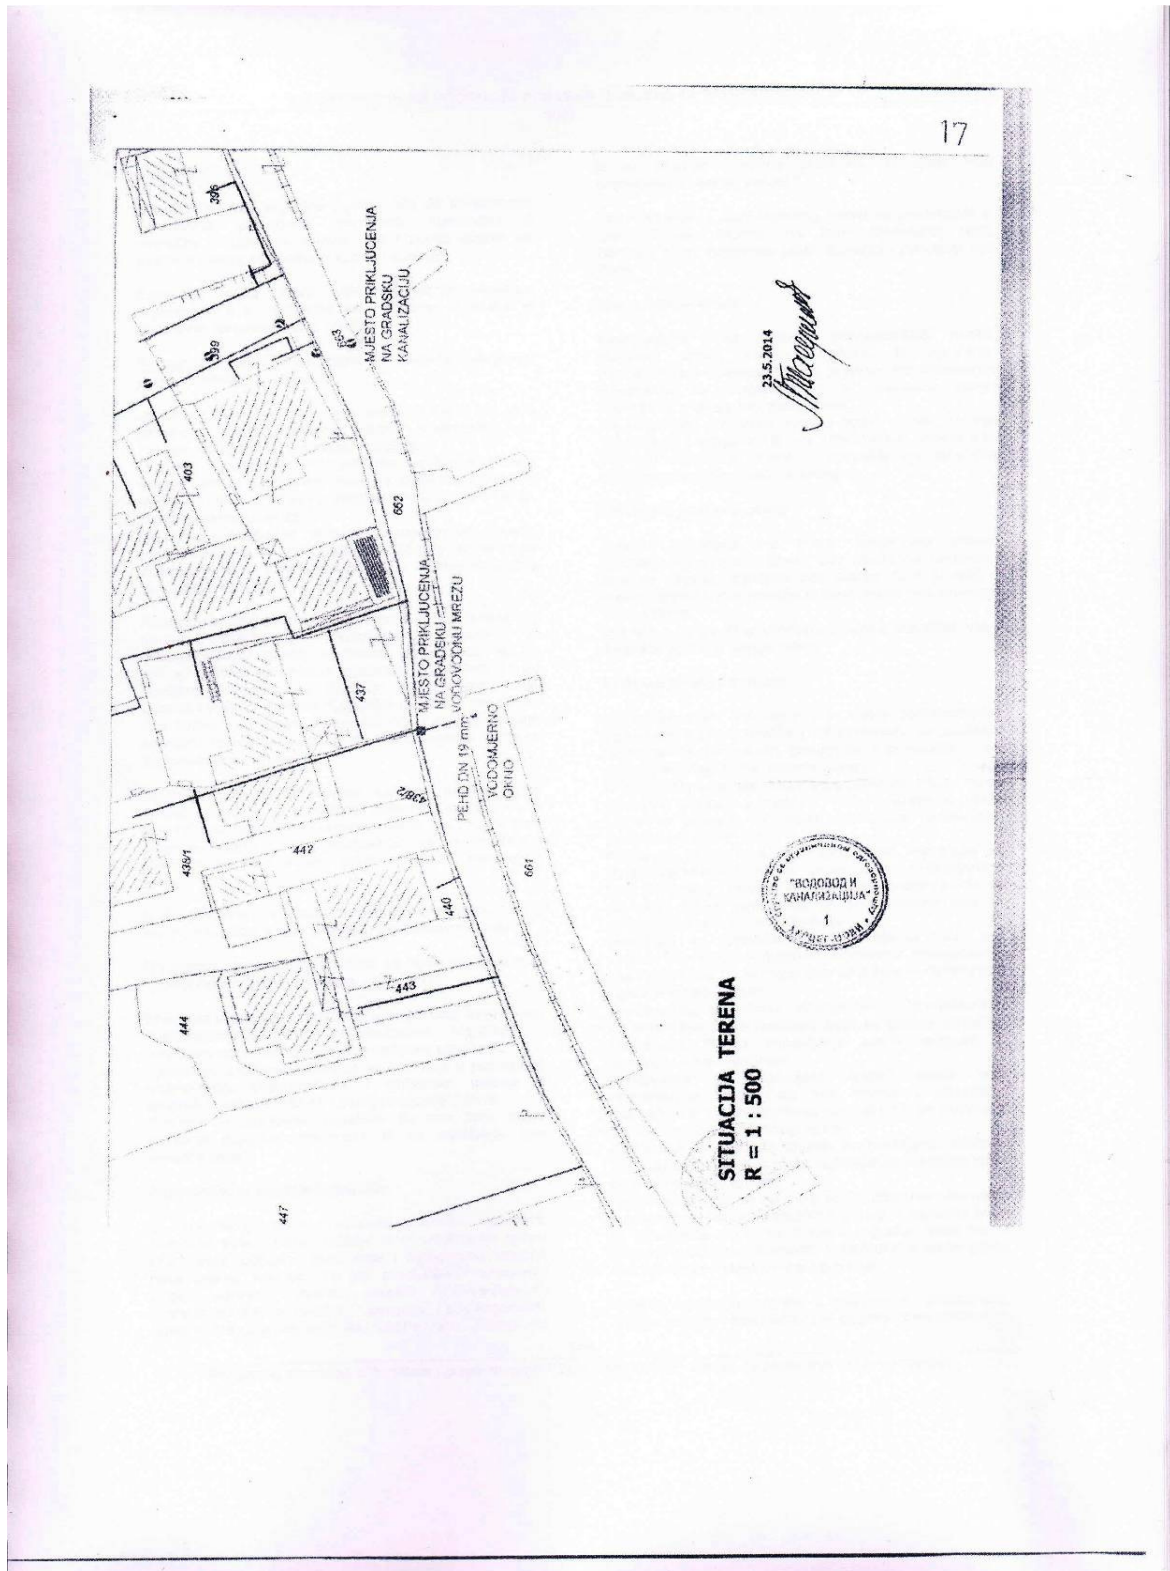 17
396
MJESTO PRIKLJUCENJA
NA GRADSKU
KANALIZACIJU
663
399
403
662
MJESTO PRIKLJUCENJA
NA GRADSKU
VODOVODNU MREZU
437
PEHD DN 19 mm
VODOMJERNO
OKNO
438/2
438/1
442
440
661
443
444
447
23.5.2014
"ВОДОВОД И
КАНАЛИЗАЦИЈА"
1
SITUACIJA TERENA
R = 1 : 500